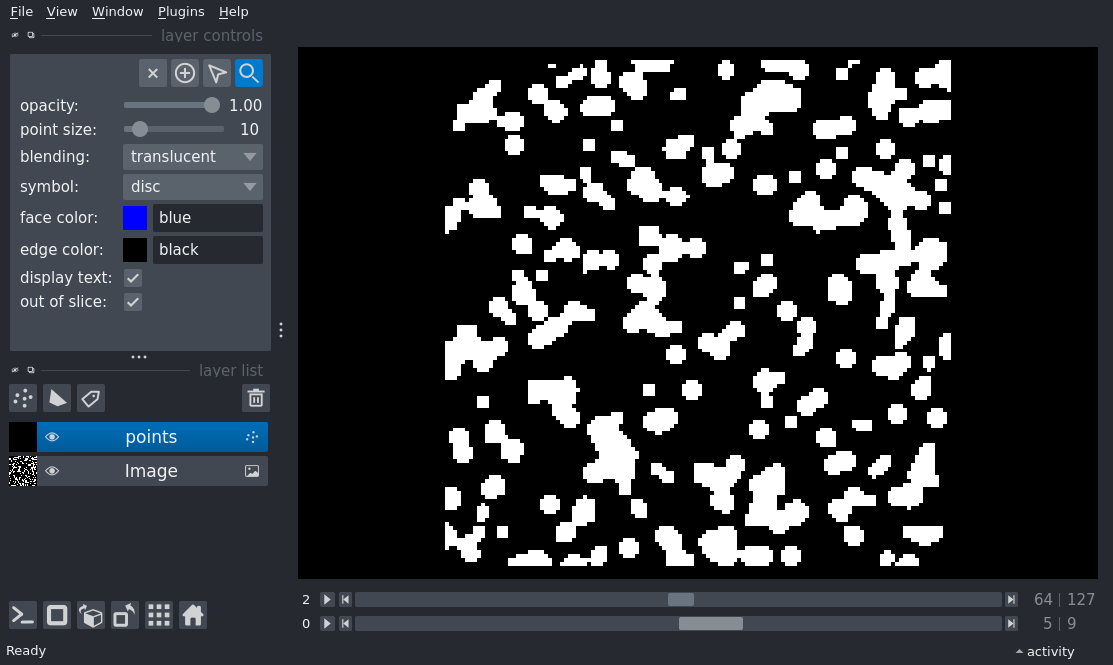 File View Window Plugins Help
layer controls
opacity: 1.00
point size: 10
blending: translucent
symbol: disc
face color: blue
edge color: black
display text:
out of slice:
layer list
points
Image
2 64 | 127
0 5 | 9
Ready activity